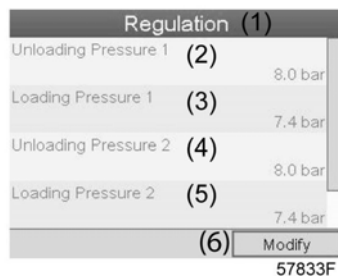 Regulation (1)
Unloading Pressure 1 (2)
8.0 bar
Loading Pressure 1 (3)
7.4 bar
Unloading Pressure 2 (4)
8.0 bar
Loading Pressure 2 (5)
7.4 bar
(6) Modify
57833F